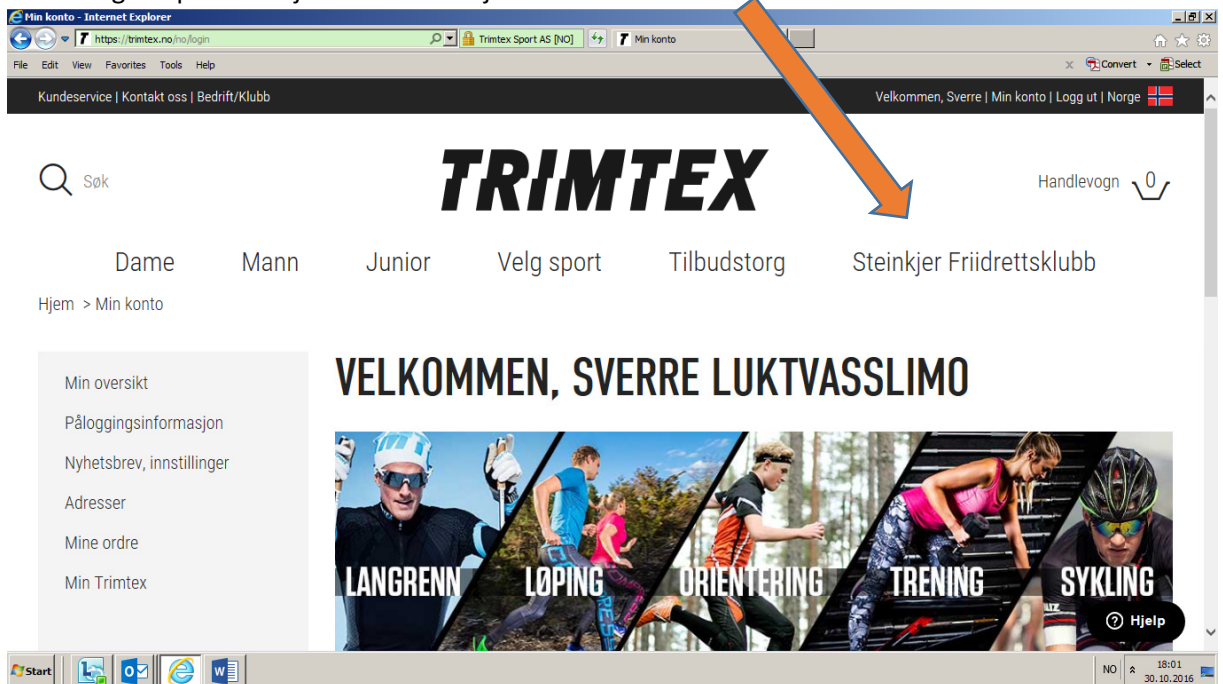 Min konto - Internet Explorer
https://trimtex.no/no/login
Trimtex Sport AS [NO]
Min konto
File Edit View Favorites Tools Help
Convert
Select
Kundeservice | Kontakt oss | Bedrift/Klubb
Velkommen, Sverre | Min konto | Logg ut | Norge
Søk
TRIMTEX
Handlevogn 0
Dame Mann Junior Velg sport Tilbudstorg Steinkjer Friidrettsklubb
Hjem > Min konto
Min oversikt
Påloggingsinformasjon
Nyhetsbrev, innstillinger
Adresser
Mine ordre
Min Trimtex
VELKOMMEN, SVERRE LUKTVASSLIMO
LANGRENN LØPING ORIENTERING TRENING SYKLING
? Hjelp
Start
NO
18:01
30.10.2016